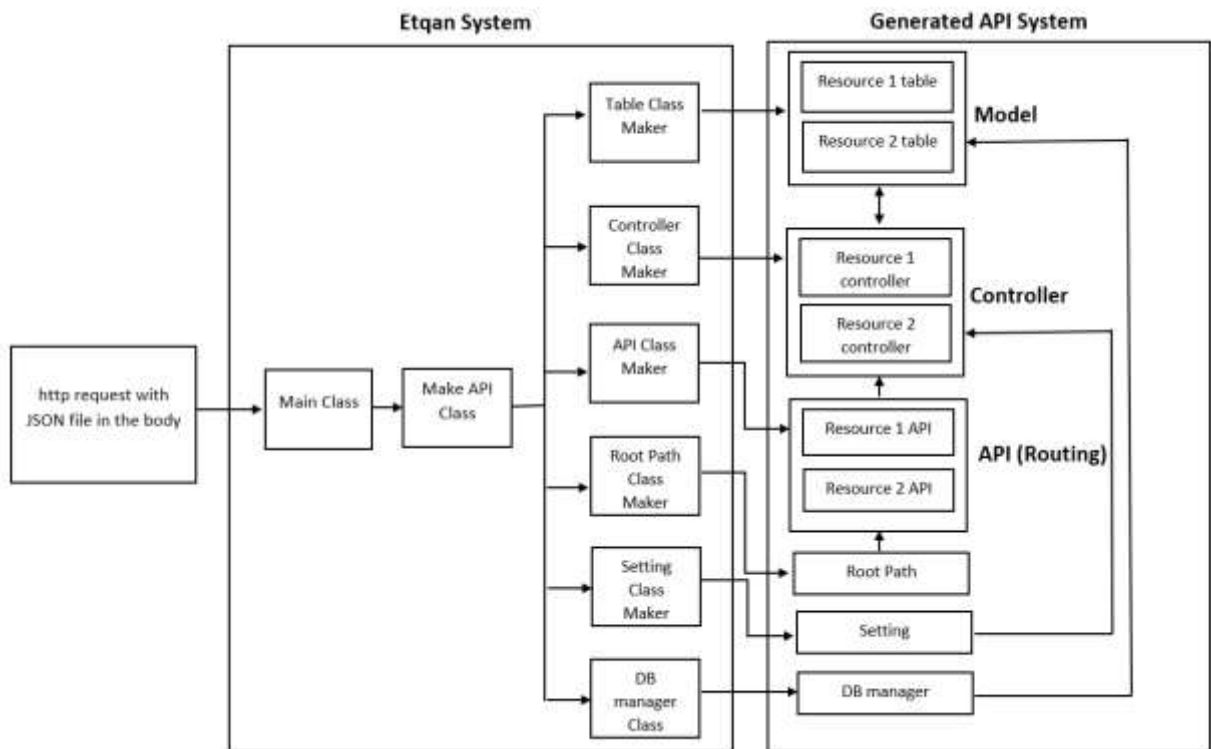 Etqan System
Generated API System
http request with
JSON file in the body
Main Class
Make API
Class
Table Class
Maker
Controller
Class
Maker
API Class
Maker
Root Path
Class
Maker
Setting
Class
Maker
DB
manager
Class
Resource 1 table
Resource 2 table
Model
Resource 1
controller
Resource 2
controller
Controller
Resource 1 API
Resource 2 API
API (Routing)
Root Path
Setting
DB manager